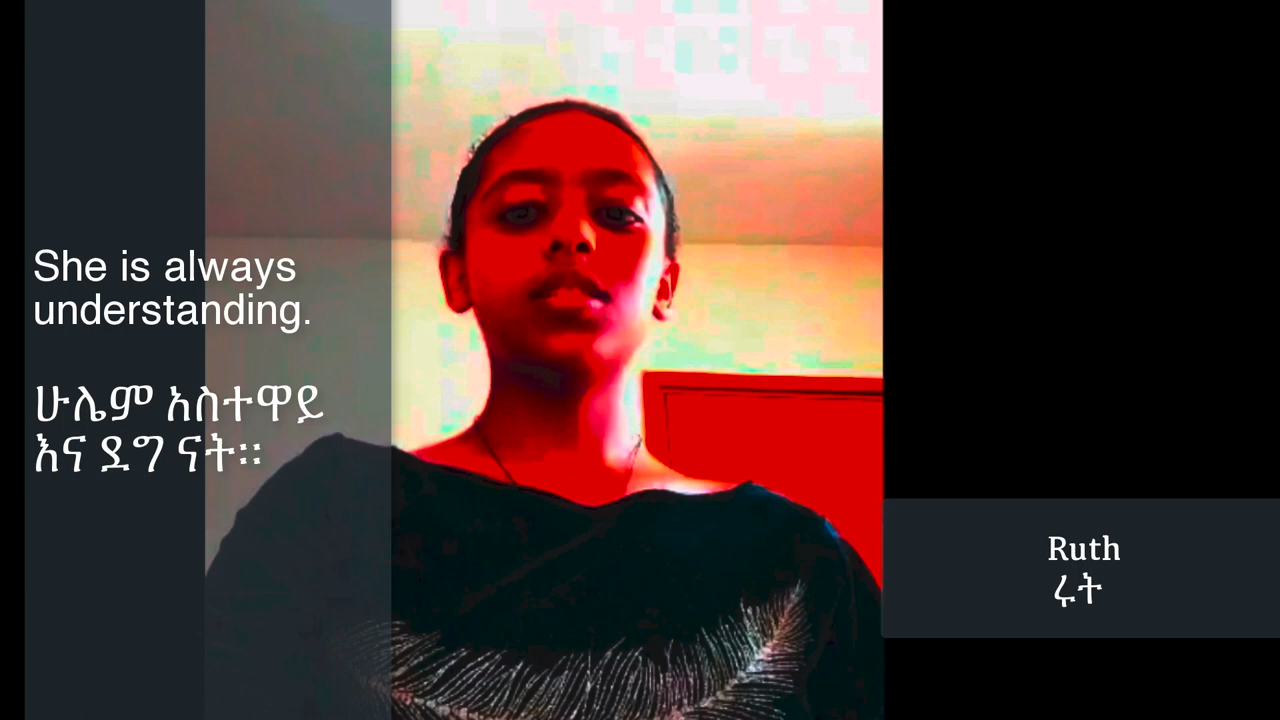 She is always
understanding.
ሁሌም አስተዋይ
እና ደግ ናት፡፡
Ruth
ሩት